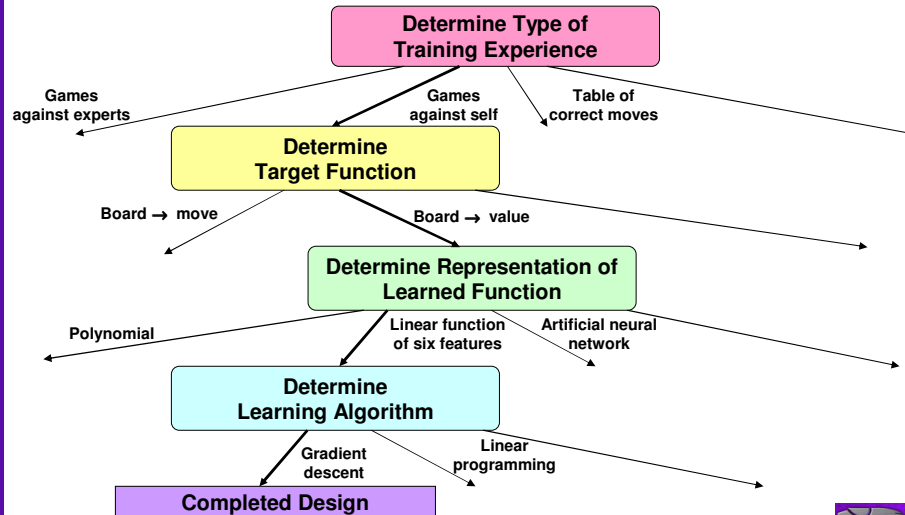 Determine Type of
Training Experience
Games
against experts
Games
against self
Table of
correct moves
Determine
Target Function
Board → move
Board → value
Determine Representation of
Learned Function
Polynomial
Linear function
of six features
Artificial neural
network
Determine
Learning Algorithm
Gradient
descent
Linear
programming
Completed Design